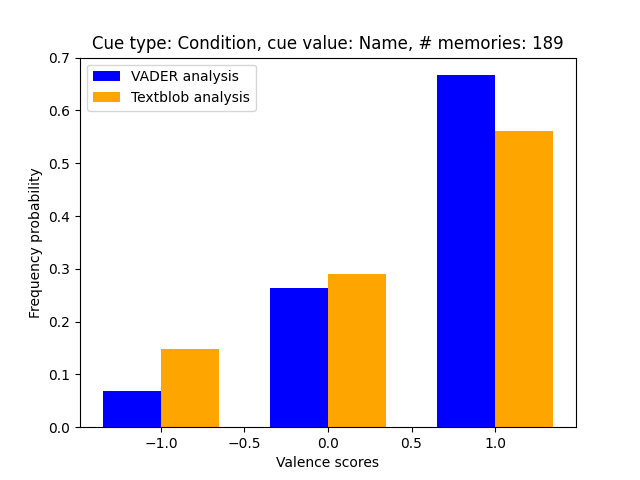 Cue type: Condition, cue value: Name, # memories: 189
VADER analysis
Textblob analysis
Frequency probability
0.7
0.6
0.5
0.4
0.3
0.2
0.1
0.0
−1.0 −0.5 0.0 0.5 1.0
Valence scores